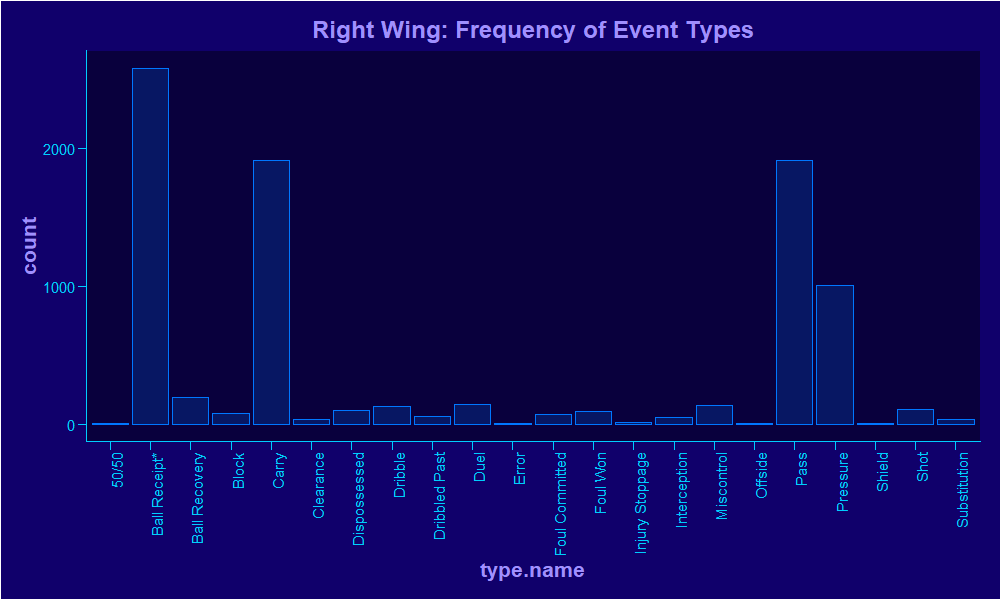 Right Wing: Frequency of Event Types
count
2000
1000
0
50/50
Ball Receipt*
Ball Recovery
Block
Carry
Clearance
Dispossessed
Dribble
Dribbled Past
Duel
Error
Foul Committed
Foul Won
Injury Stoppage
Interception
Miscontrol
Offside
Pass
Pressure
Shield
Shot
Substitution
type.name